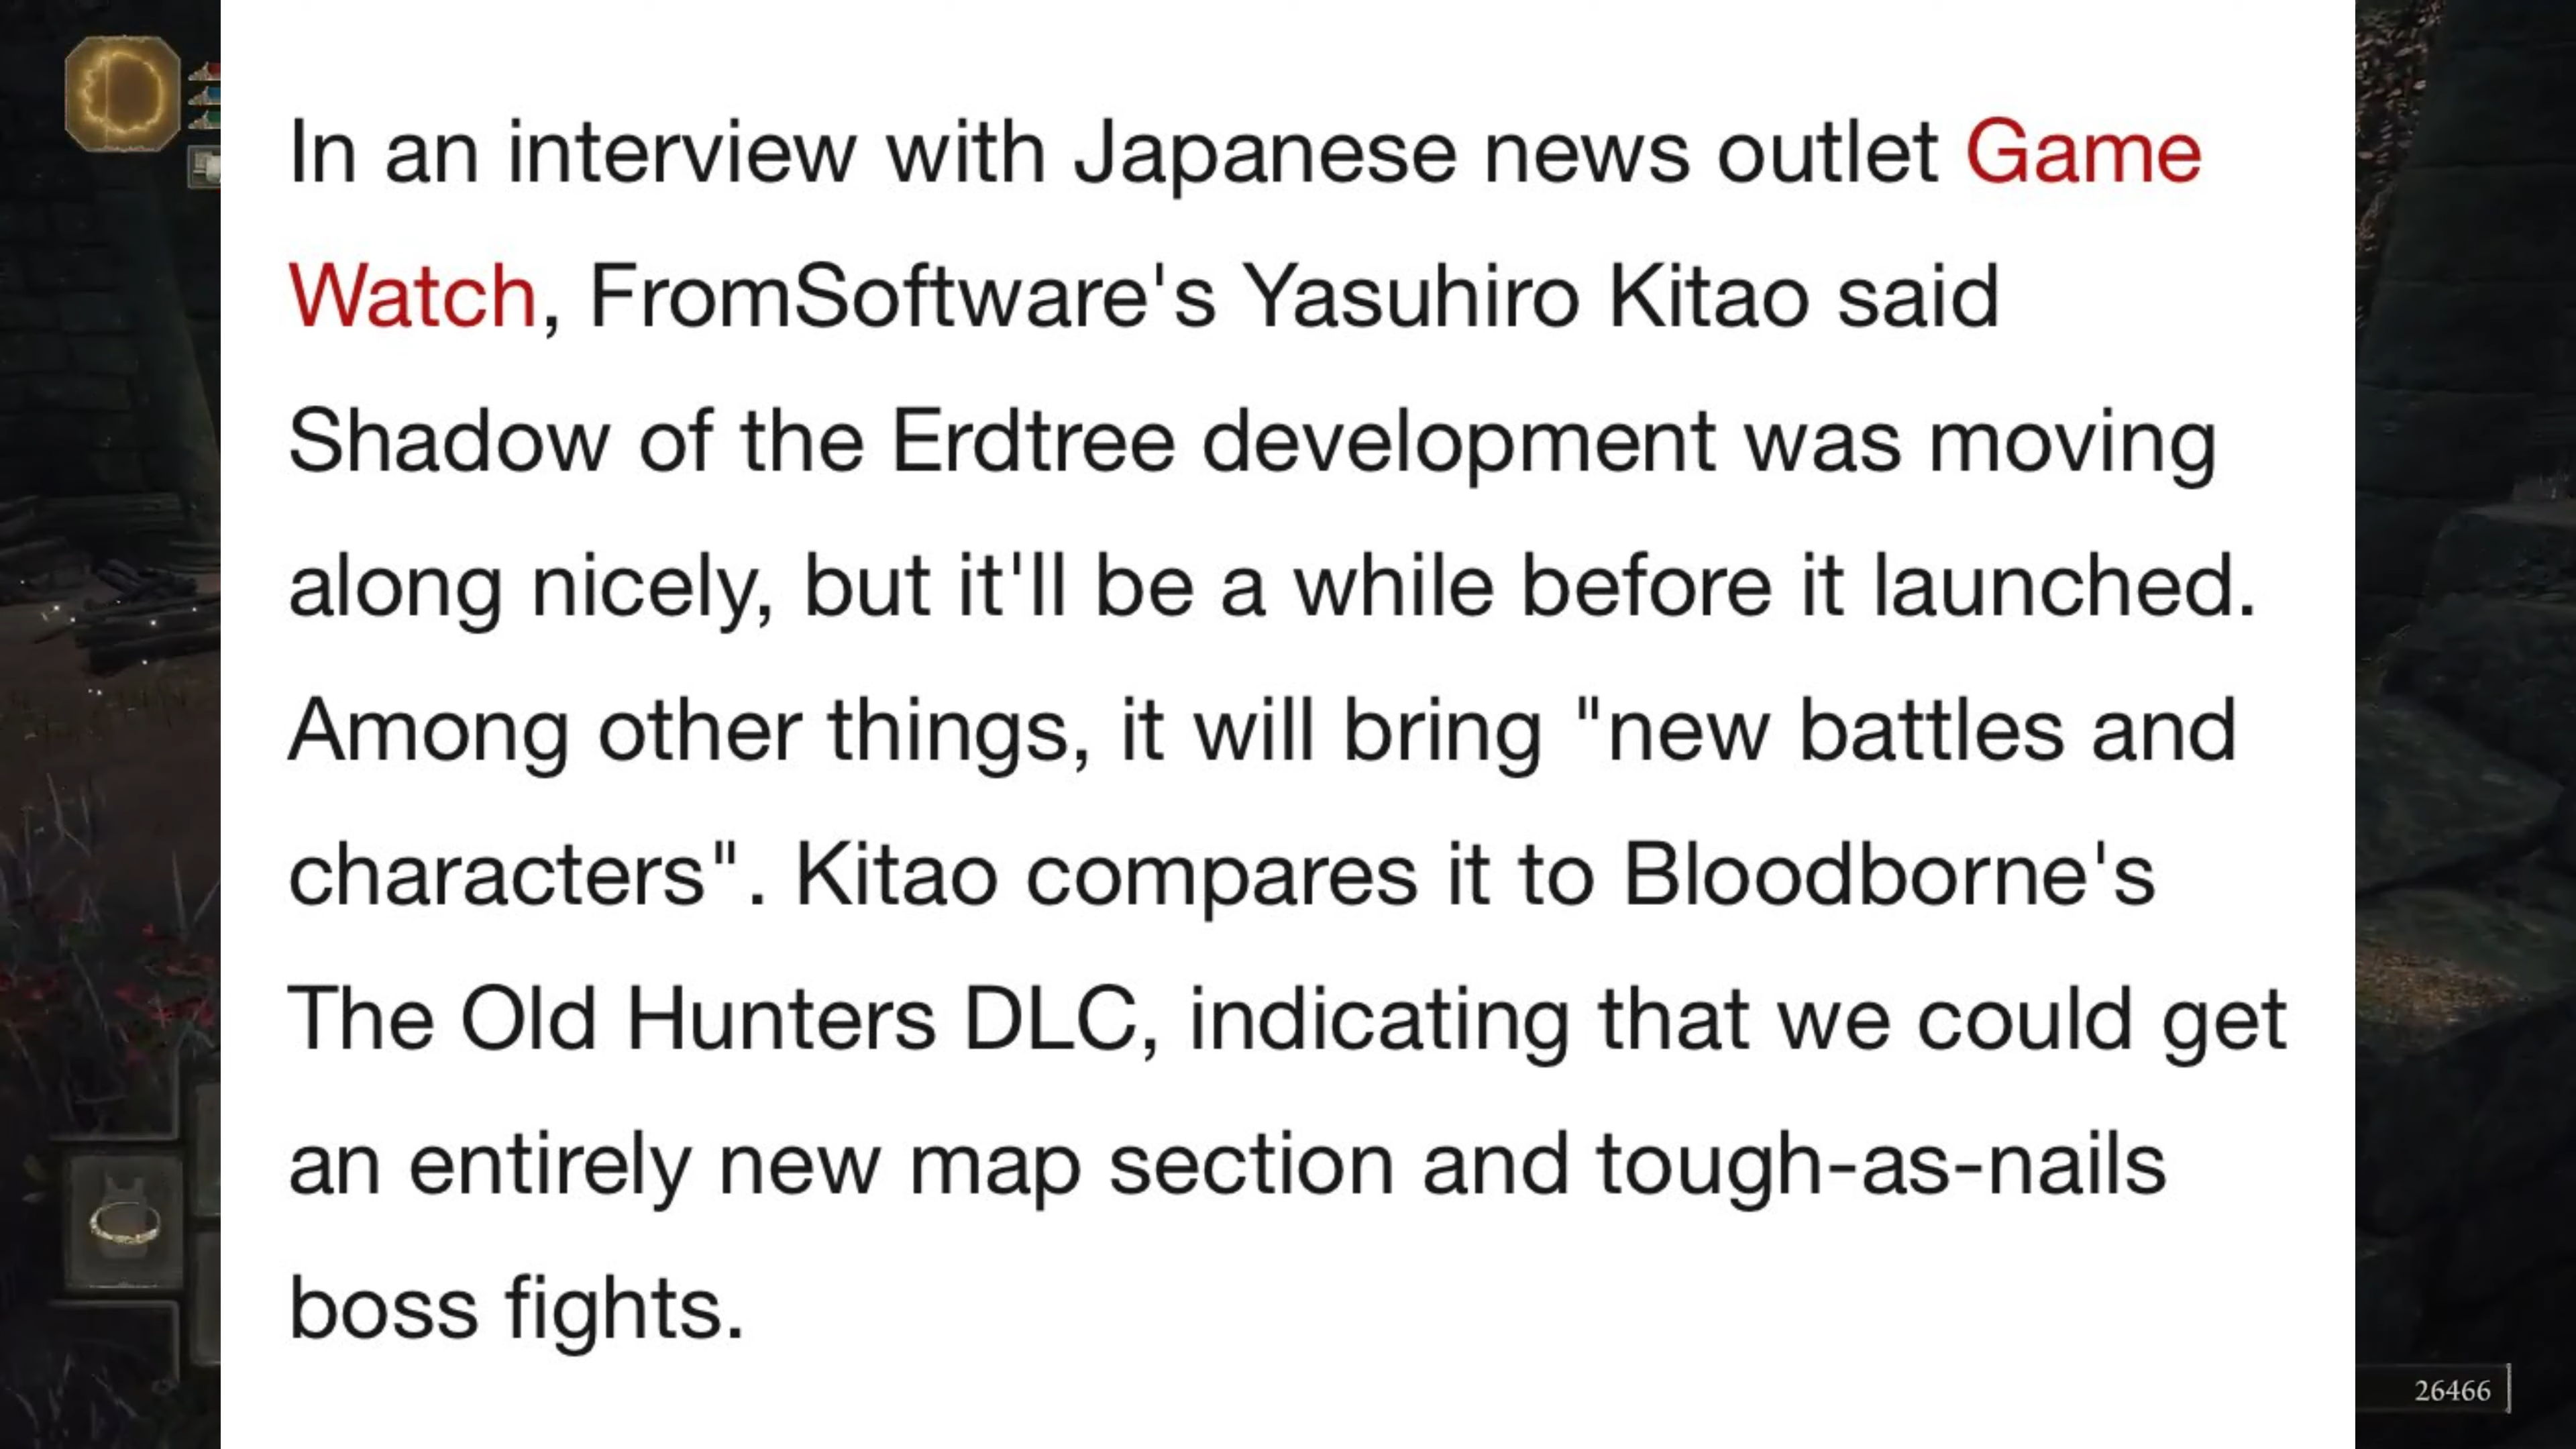 In an interview with Japanese news outlet Game
Watch, FromSoftware's Yasuhiro Kitao said
Shadow of the Erdtree development was moving
along nicely, but it'll be a while before it launched.
Among other things, it will bring "new battles and
characters". Kitao compares it to Bloodborne's
The Old Hunters DLC, indicating that we could get
an entirely new map section and tough-as-nails
boss fights.
26466